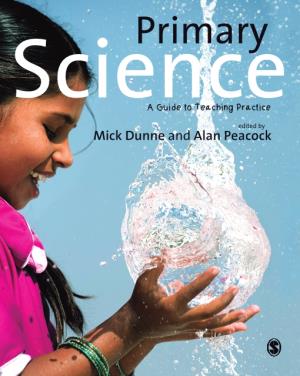 Primary
Science
A Guide to Teaching Practice
edited by
Mick Dunne and Alan Peacock
S